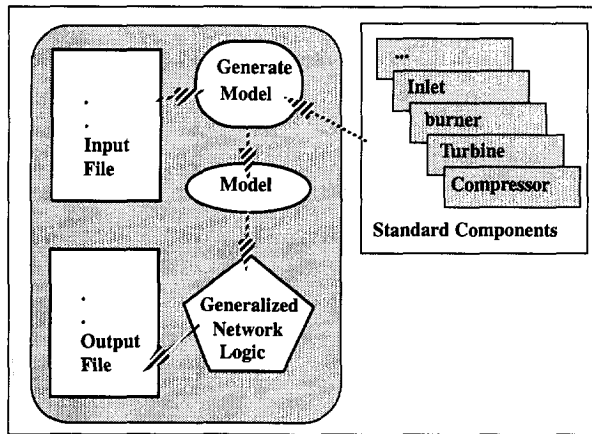 .
.
Input
File
Generate
Model
...
Inlet
burner
Turbine
Compressor
Standard Components
Model
.
.
Output
File
Generalized
Network
Logic